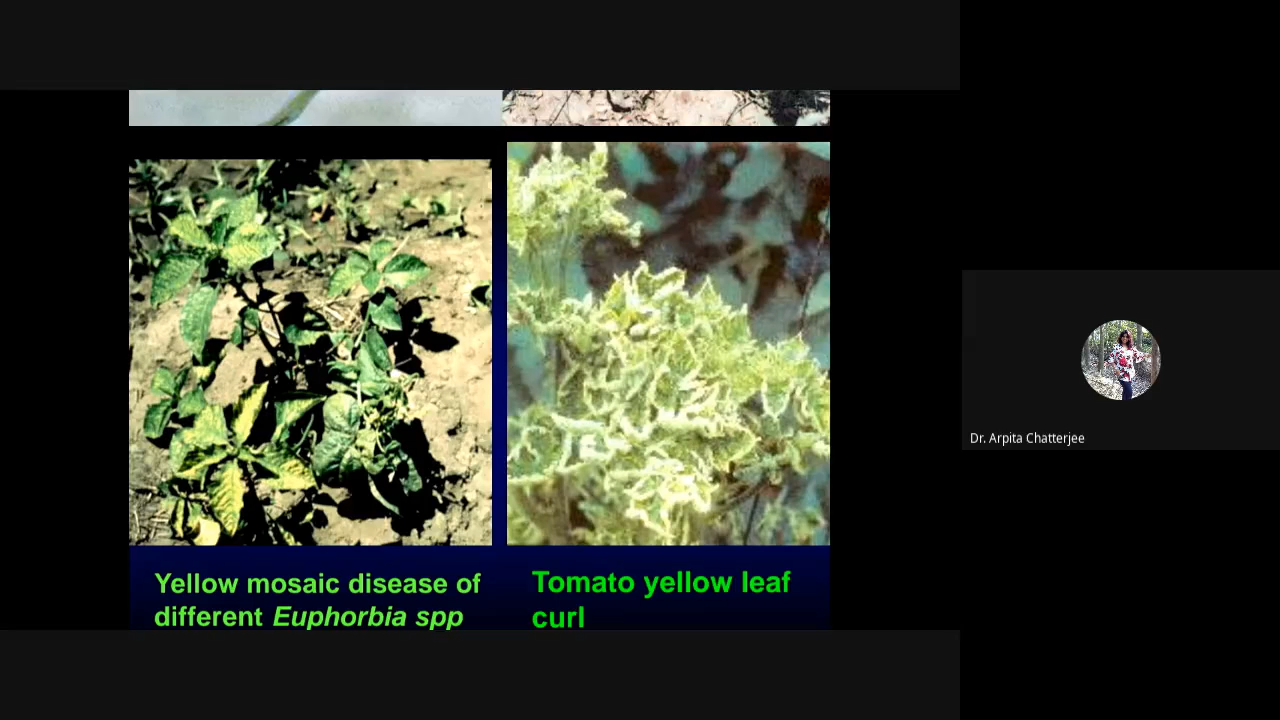 Yellow mosaic disease of
different Euphorbia spp
Tomato yellow leaf
curl
Dr. Arpita Chatterjee